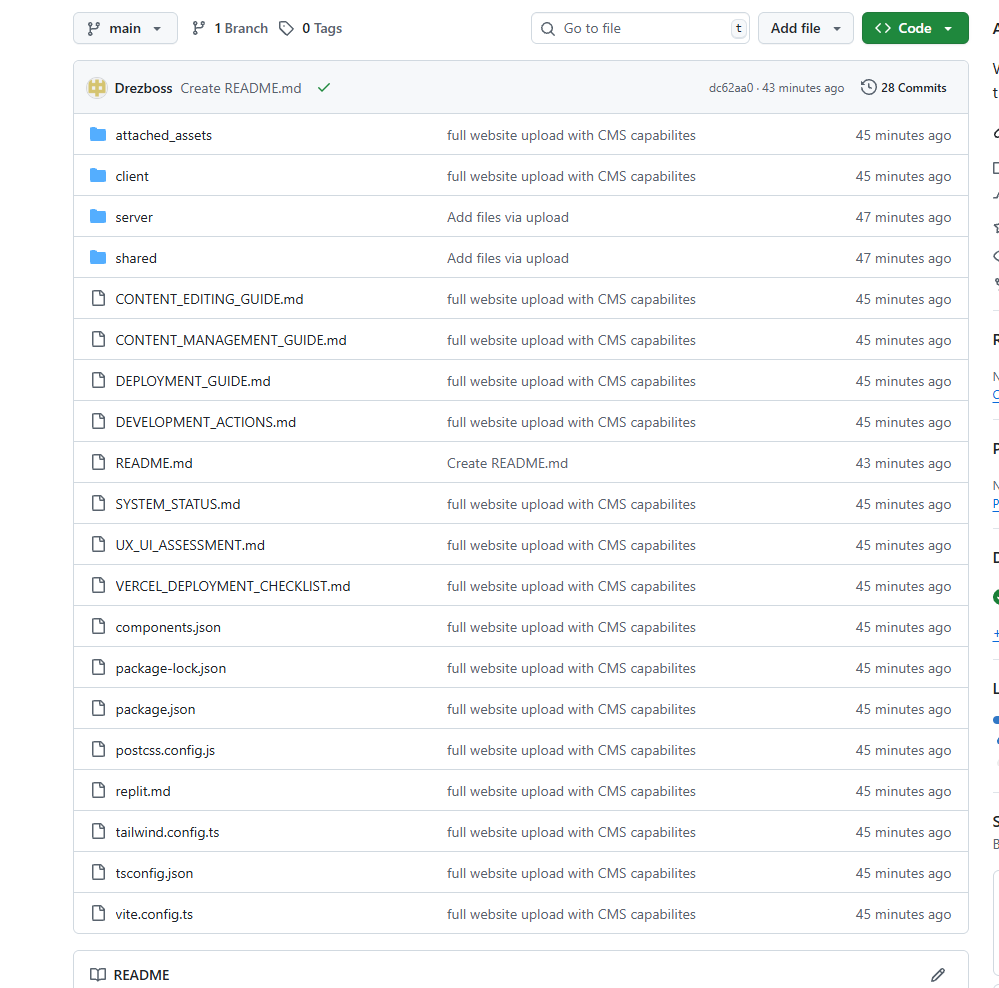 main 1 Branch 0 Tags Go to file t Add file Code
Drezboss Create README.md dc62aa0 · 43 minutes ago 28 Commits
attached_assets full website upload with CMS capabilites 45 minutes ago
client full website upload with CMS capabilites 45 minutes ago
server Add files via upload 47 minutes ago
shared Add files via upload 47 minutes ago
CONTENT_EDITING_GUIDE.md full website upload with CMS capabilites 45 minutes ago
CONTENT_MANAGEMENT_GUIDE.md full website upload with CMS capabilites 45 minutes ago
DEPLOYMENT_GUIDE.md full website upload with CMS capabilites 45 minutes ago
DEVELOPMENT_ACTIONS.md full website upload with CMS capabilites 45 minutes ago
README.md Create README.md 43 minutes ago
SYSTEM_STATUS.md full website upload with CMS capabilites 45 minutes ago
UX_UI_ASSESSMENT.md full website upload with CMS capabilites 45 minutes ago
VERCEL_DEPLOYMENT_CHECKLIST.md full website upload with CMS capabilites 45 minutes ago
components.json full website upload with CMS capabilites 45 minutes ago
package-lock.json full website upload with CMS capabilites 45 minutes ago
package.json full website upload with CMS capabilites 45 minutes ago
postcss.config.js full website upload with CMS capabilites 45 minutes ago
replit.md full website upload with CMS capabilites 45 minutes ago
tailwind.config.ts full website upload with CMS capabilites 45 minutes ago
tsconfig.json full website upload with CMS capabilites 45 minutes ago
vite.config.ts full website upload with CMS capabilites 45 minutes ago
README